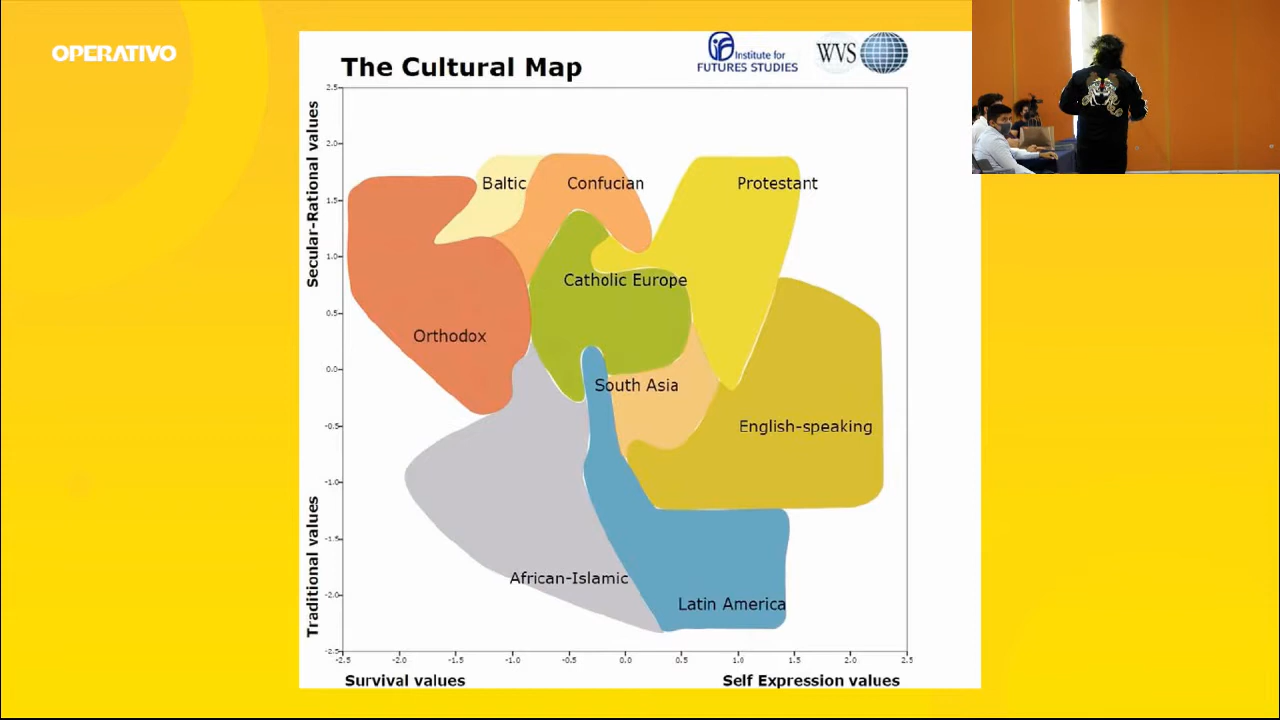 OPERATIVO
The Cultural Map
Institute for
FUTURES STUDIES
WVS
Secular-Rational values
Traditional values
2.5
2.0
1.5
1.0
0.5
0.0
-0.5
-1.0
-1.5
-2.0
-2.5
Baltic
Confucian
Protestant
Catholic Europe
Orthodox
South Asia
English-speaking
African-Islamic
Latin America
-2.5 -2.0 -1.5 -1.0 -0.5 0.0 0.5 1.0 1.5 2.0 2.5
Survival values
Self Expression values